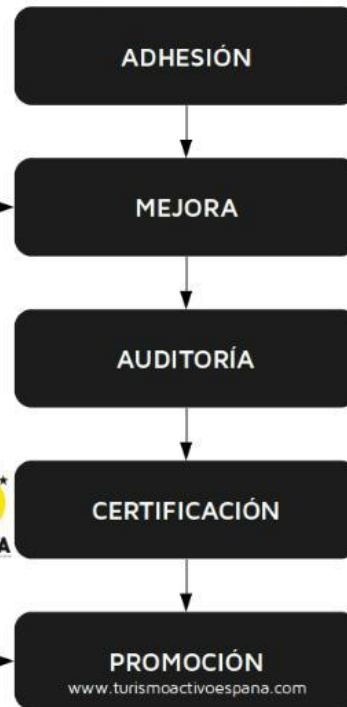 ADHESIÓN
MEJORA
AUDITORÍA
CERTIFICACIÓN
PROMOCIÓN
www.turismoactivoespana.com